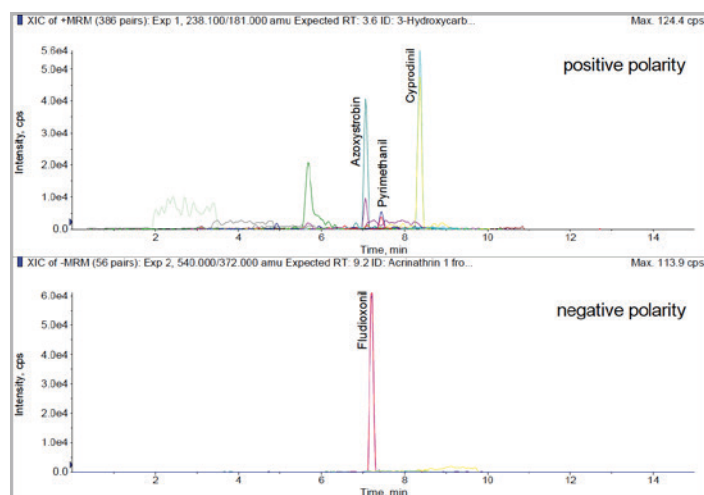 XIC of +MRM (386 pairs): Exp 1, 238.100/181.000 amu Expected RT: 3.6 ID: 3-Hydroxycarb... Max. 124.4 cps
positive polarity
Intensity, cps
5.6e4
5.0e4
4.0e4
3.0e4
2.0e4
1.0e4
0.0
Azoxystrobin
Pyrimethanil
Cyprodinil
2 4 6 8 10 12 14
Time, min
XIC of -MRM (56 pairs): Exp 2, 540.000/372.000 amu Expected RT: 9.2 ID: Acrinathrin 1 fro... Max. 113.9 cps
negative polarity
Intensity, cps
6.0e4
5.0e4
4.0e4
3.0e4
2.0e4
1.0e4
0.0
Fludioxonil
2 4 6 8 10 12 14
Time, min